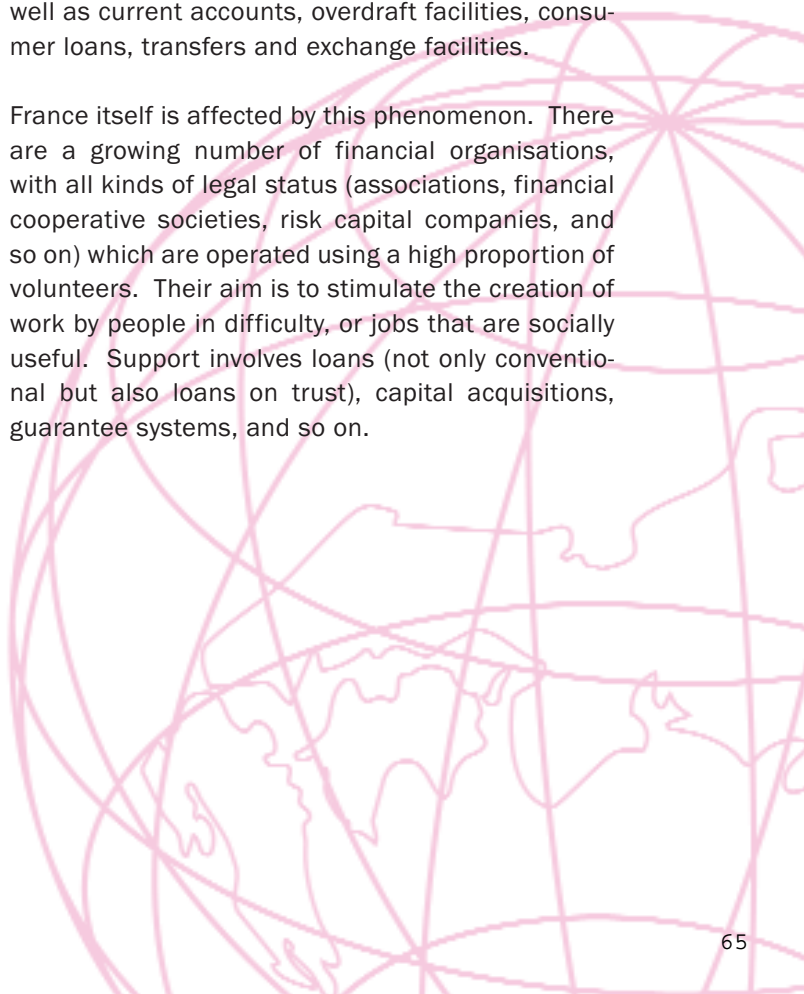 well as current accounts, overdraft facilities, consu-
mer loans, transfers and exchange facilities.
France itself is affected by this phenomenon. There
are a growing number of financial organisations,
with all kinds of legal status (associations, financial
cooperative societies, risk capital companies, and
so on) which are operated using a high proportion of
volunteers. Their aim is to stimulate the creation of
work by people in difficulty, or jobs that are socially
useful. Support involves loans (not only conventio-
nal but also loans on trust), capital acquisitions,
guarantee systems, and so on.
65